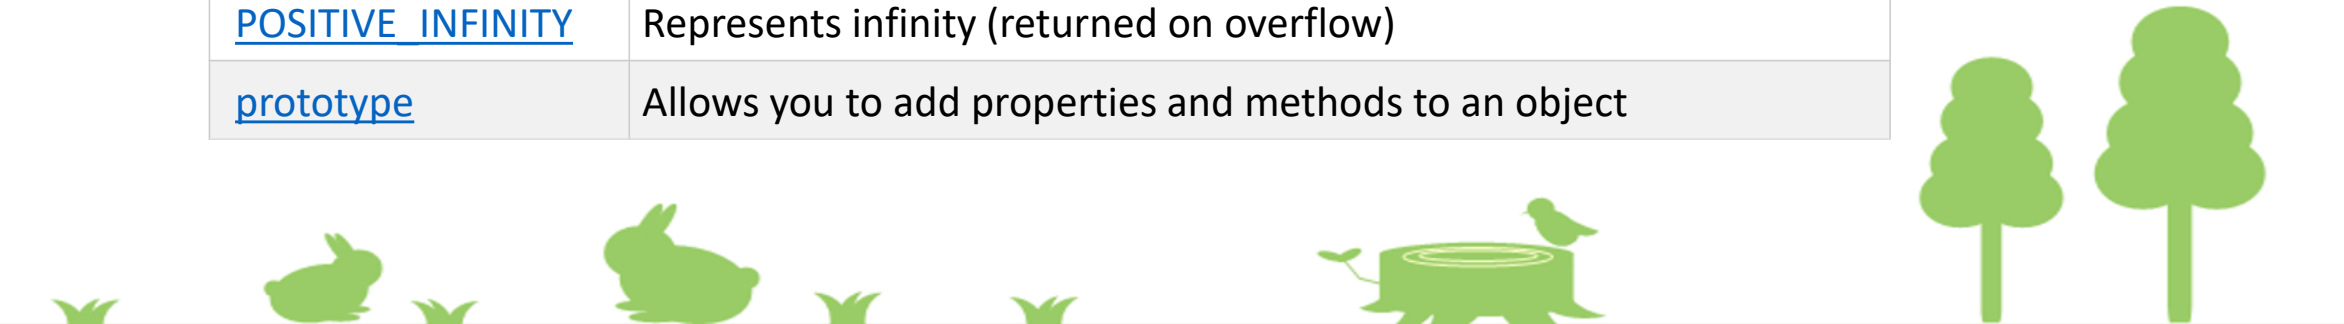 POSITIVE_INFINITY Represents infinity (returned on overflow)
prototype Allows you to add properties and methods to an object